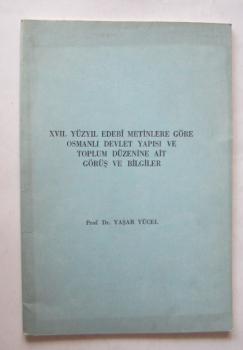 XVII. YÜZYIL EDEBÎ METİNLERE GÖRE
OSMANLI DEVLET YAPISI VE
TOPLUM DÜZENİNE AİT
GÖRÜŞ VE BİLGİLER
Prof. Dr. YAŞAR YÜCEL